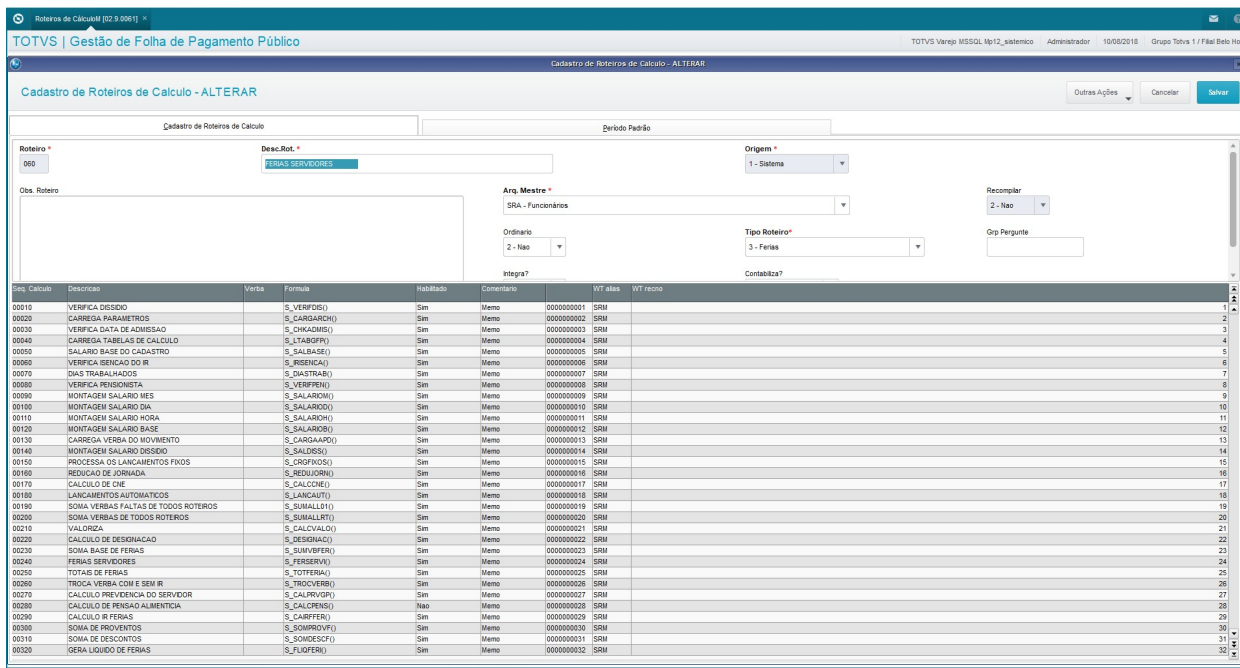 Roteiros de CálculoM [02.9.0061] ×
TOTVS | Gestão de Folha de Pagamento Público
TOTVS Varejo MSSQL Mp12_sistemico Administrador 10/08/2018 Grupo Totvs 1 / Filial Belo Ho
Cadastro de Roteiros de Calculo - ALTERAR
Cadastro de Roteiros de Calculo - ALTERAR
Outras Ações Cancelar Salvar
Cadastro de Roteiros de Calculo Período Padrão
Roteiro * Desc.Rot. * Origem *
060 FERIAS SERVIDORES 1 - Sistema
Obs. Roteiro Arq. Mestre * Recompilar
SRA - Funcionários 2 - Nao
Ordinario Tipo Roteiro* Grp Pergunte
2 - Nao 3 - Ferias
Integra? Contabiliza?
Seq. Calculo Descricao Verba Formula Habilitado Comentario WT alias WT recno
00010 VERIFICA DISSIDIO S_VERIFDIS() Sim Memo 0000000001 SRM 1
00020 CARREGA PARAMETROS S_CARGARCH() Sim Memo 0000000002 SRM 2
00030 VERIFICA DATA DE ADMISSAO S_CHKADMIS() Sim Memo 0000000003 SRM 3
00040 CARREGA TABELAS DE CALCULO S_LTABGFP() Sim Memo 0000000004 SRM 4
00050 SALARIO BASE DO CADASTRO S_SALBASE() Sim Memo 0000000005 SRM 5
00060 VERIFICA ISENCAO DO IR S_IRISENCA() Sim Memo 0000000006 SRM 6
00070 DIAS TRABALHADOS S_DIASTRAB() Sim Memo 0000000007 SRM 7
00080 VERIFICA PENSIONISTA S_VERIFPEN() Sim Memo 0000000008 SRM 8
00090 MONTAGEM SALARIO MES S_SALARIOM() Sim Memo 0000000009 SRM 9
00100 MONTAGEM SALARIO DIA S_SALARIOD() Sim Memo 0000000010 SRM 10
00110 MONTAGEM SALARIO HORA S_SALARIOH() Sim Memo 0000000011 SRM 11
00120 MONTAGEM SALARIO BASE S_SALARIOB() Sim Memo 0000000012 SRM 12
00130 CARREGA VERBA DO MOVIMENTO S_CARGAAPD() Sim Memo 0000000013 SRM 13
00140 MONTAGEM SALARIO DISSIDIO S_SALDISS() Sim Memo 0000000014 SRM 14
00150 PROCESSA OS LANCAMENTOS FIXOS S_CRGFIXOS() Sim Memo 0000000015 SRM 15
00160 REDUCAO DE JORNADA S_REDUJORN() Sim Memo 0000000016 SRM 16
00170 CALCULO DE CNE S_CALCCNE() Sim Memo 0000000017 SRM 17
00180 LANCAMENTOS AUTOMATICOS S_LANCAUT() Sim Memo 0000000018 SRM 18
00190 SOMA VERBAS FALTAS DE TODOS ROTEIROS S_SUMALL01() Sim Memo 0000000019 SRM 19
00200 SOMA VERBAS DE TODOS ROTEIROS S_SUMALLRT() Sim Memo 0000000020 SRM 20
00210 VALORIZA S_CALCVALO() Sim Memo 0000000021 SRM 21
00220 CALCULO DE DESIGNACAO S_DESIGNAC() Sim Memo 0000000022 SRM 22
00230 SOMA BASE DE FERIAS S_SUMVBFER() Sim Memo 0000000023 SRM 23
00240 FERIAS SERVIDORES S_FERSERVI() Sim Memo 0000000024 SRM 24
00250 TOTAIS DE FERIAS S_TOTFERIA() Sim Memo 0000000025 SRM 25
00260 TROCA VERBA COM E SEM IR S_TROCVERB() Sim Memo 0000000026 SRM 26
00270 CALCULO PREVIDENCIA DO SERVIDOR S_CALPRVGP() Sim Memo 0000000027 SRM 27
00280 CALCULO DE PENSAO ALIMENTICIA S_CALCPENS() Nao Memo 0000000028 SRM 28
00290 CALCULO IR FERIAS S_CAIRFFER() Sim Memo 0000000029 SRM 29
00300 SOMA DE PROVENTOS S_SOMPROVF() Sim Memo 0000000030 SRM 30
00310 SOMA DE DESCONTOS S_SOMDESCF() Sim Memo 0000000031 SRM 31
00320 GERA LIQUIDO DE FERIAS S_FLIQFERI() Sim Memo 0000000032 SRM 32